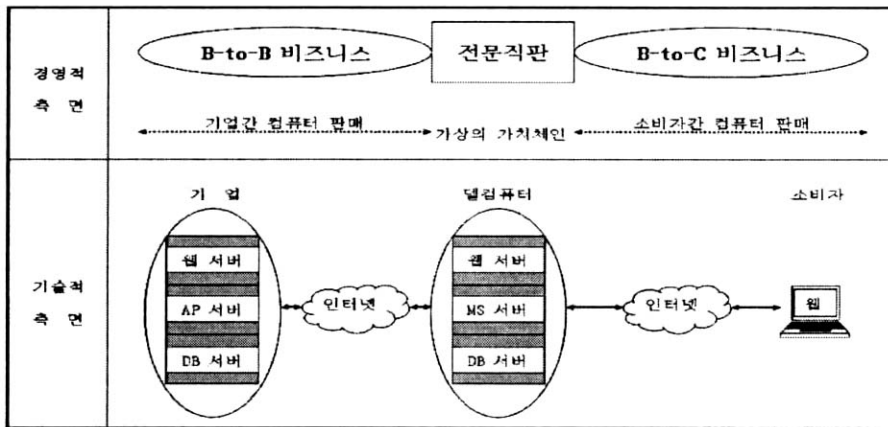 B-to-B 비즈니스
전문직판
B-to-C 비즈니스
경영적
측 면
기업간 컴퓨터 판매
가상의 가치체인
소비자간 컴퓨터 판매
기 업
델컴퓨터
소비자
기술적
측 면
웹 서버
AP 서버
DB 서버
인터넷
웹 서버
MS 서버
DB 서버
인터넷
웹